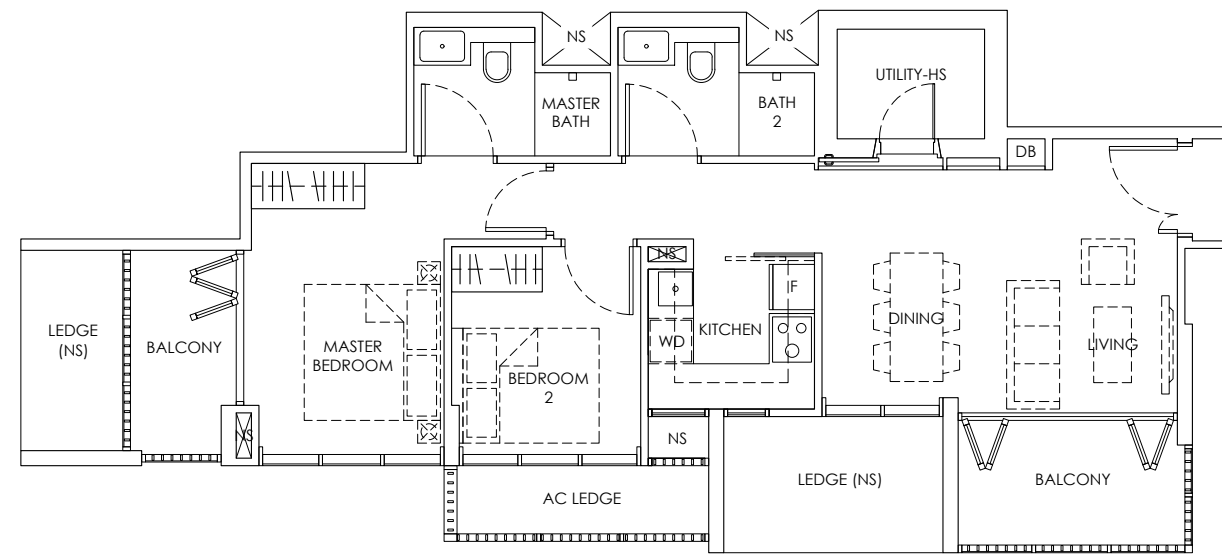 NS
NS
UTILITY-HS
MASTER
BATH
BATH
2
DB
NS
IF
LEDGE
(NS)
BALCONY
MASTER
BEDROOM
WD
KITCHEN
DINING
LIVING
BEDROOM
2
NS
NS
AC LEDGE
LEDGE (NS)
BALCONY